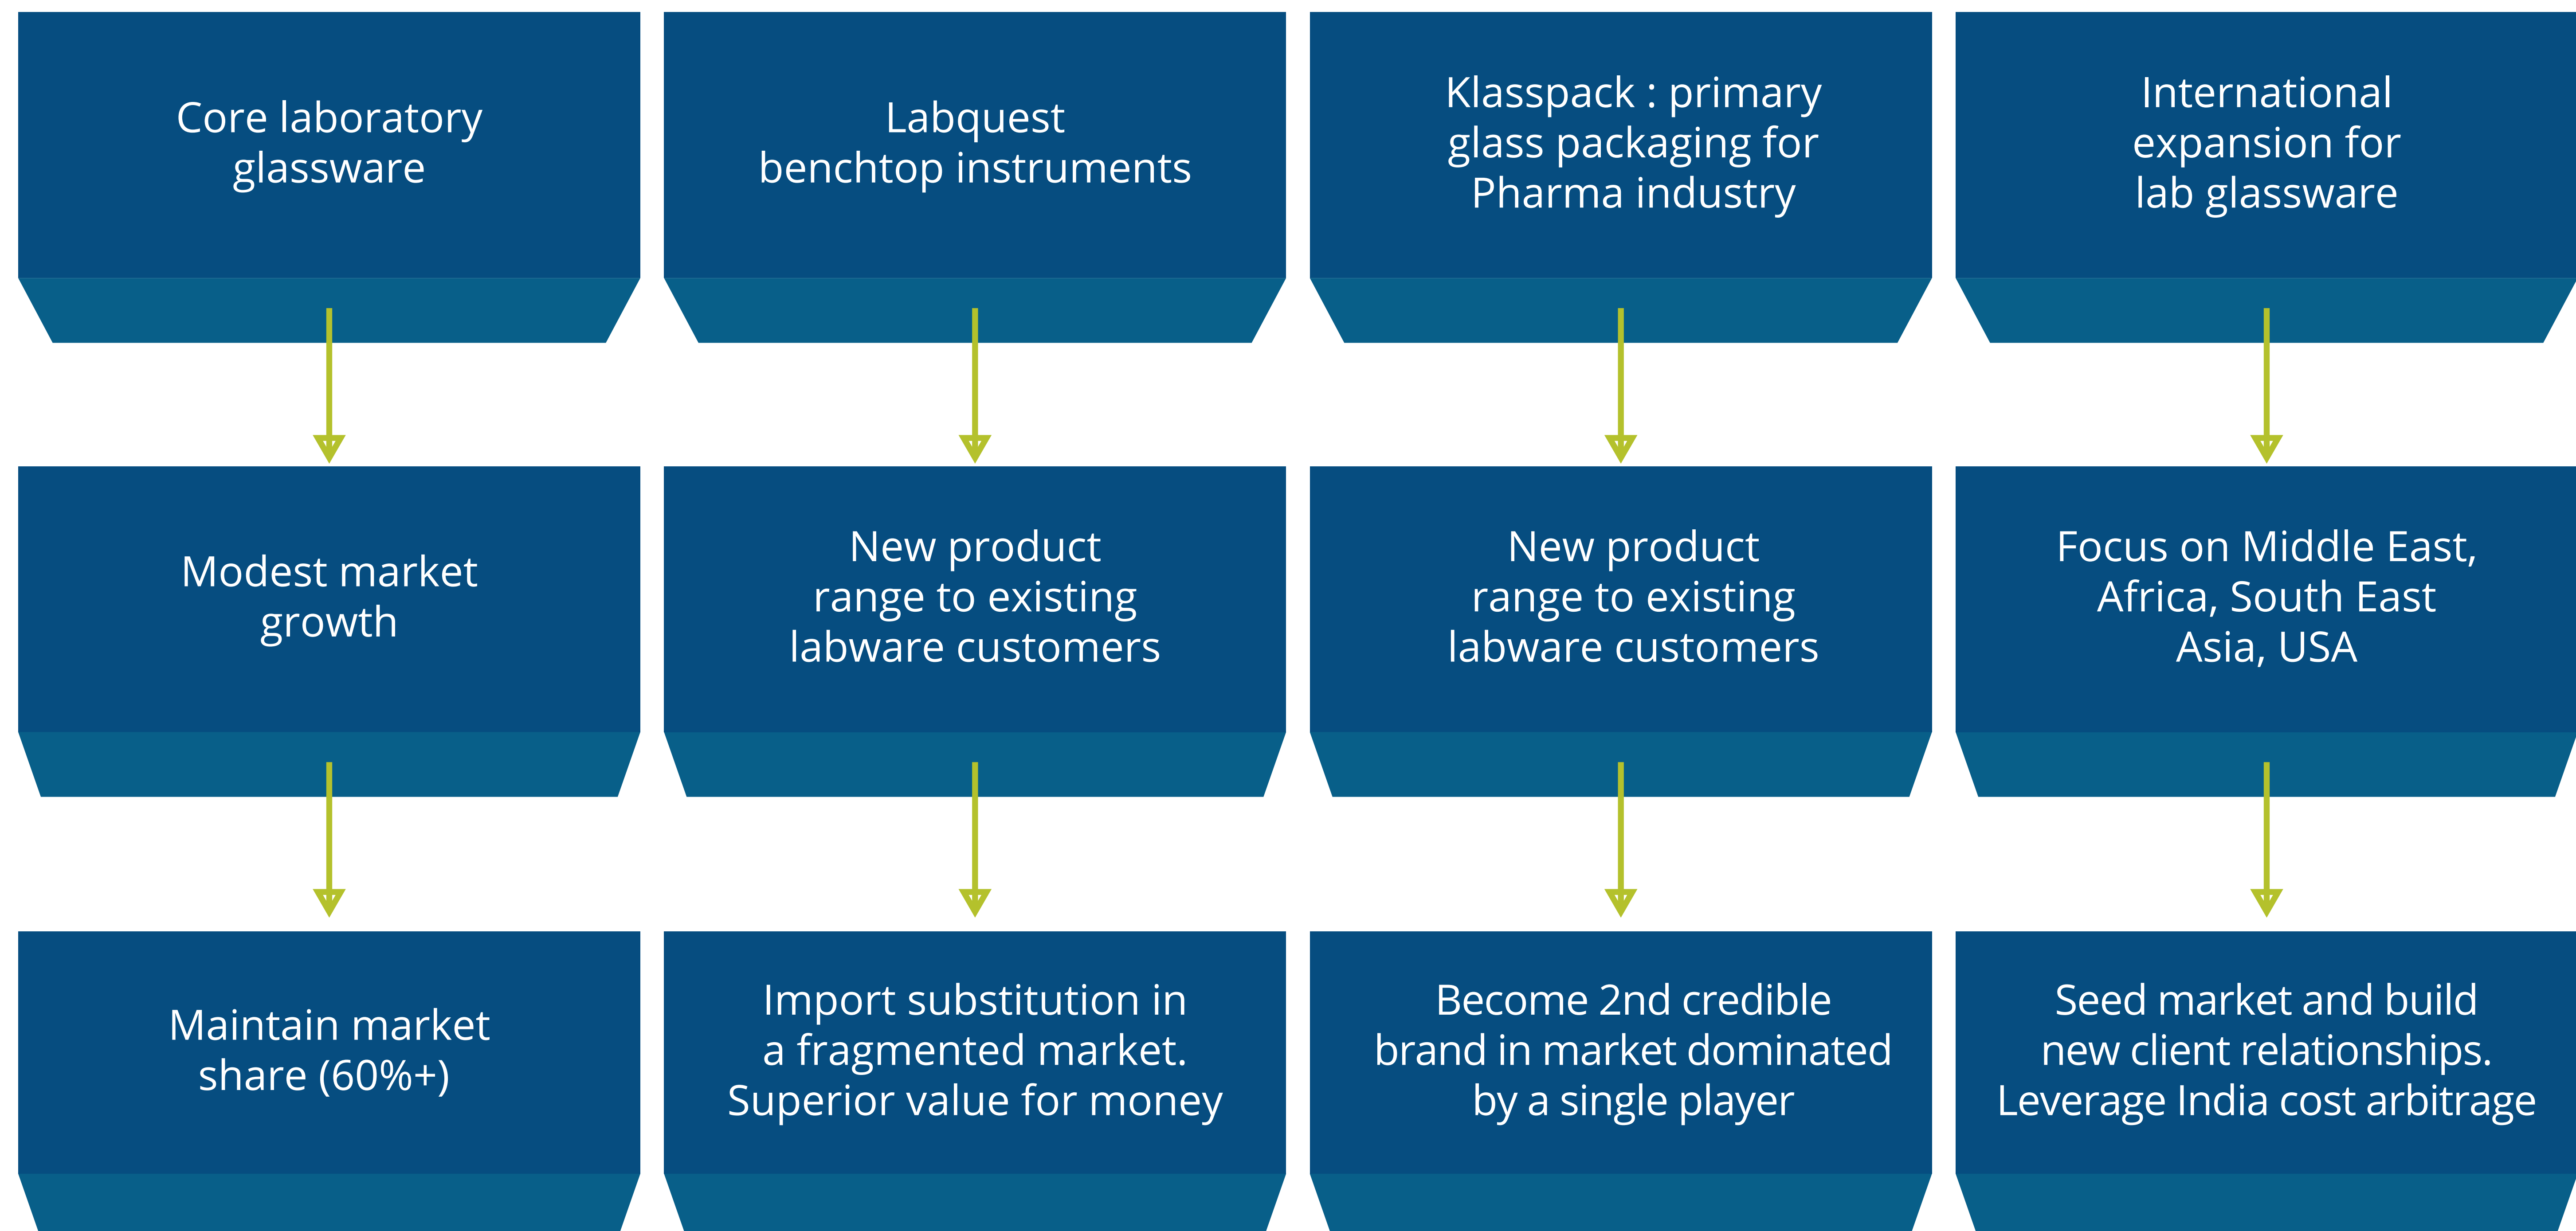 Core laboratory
glassware
Labquest
benchtop instruments
Klasspack : primary
glass packaging for
Pharma industry
International
expansion for
lab glassware
Modest market
growth
New product
range to existing
labware customers
New product
range to existing
labware customers
Focus on Middle East,
Africa, South East
Asia, USA
Maintain market
share (60%+)
Import substitution in
a fragmented market.
Superior value for money
Become 2nd credible
brand in market dominated
by a single player
Seed market and build
new client relationships.
Leverage India cost arbitrage